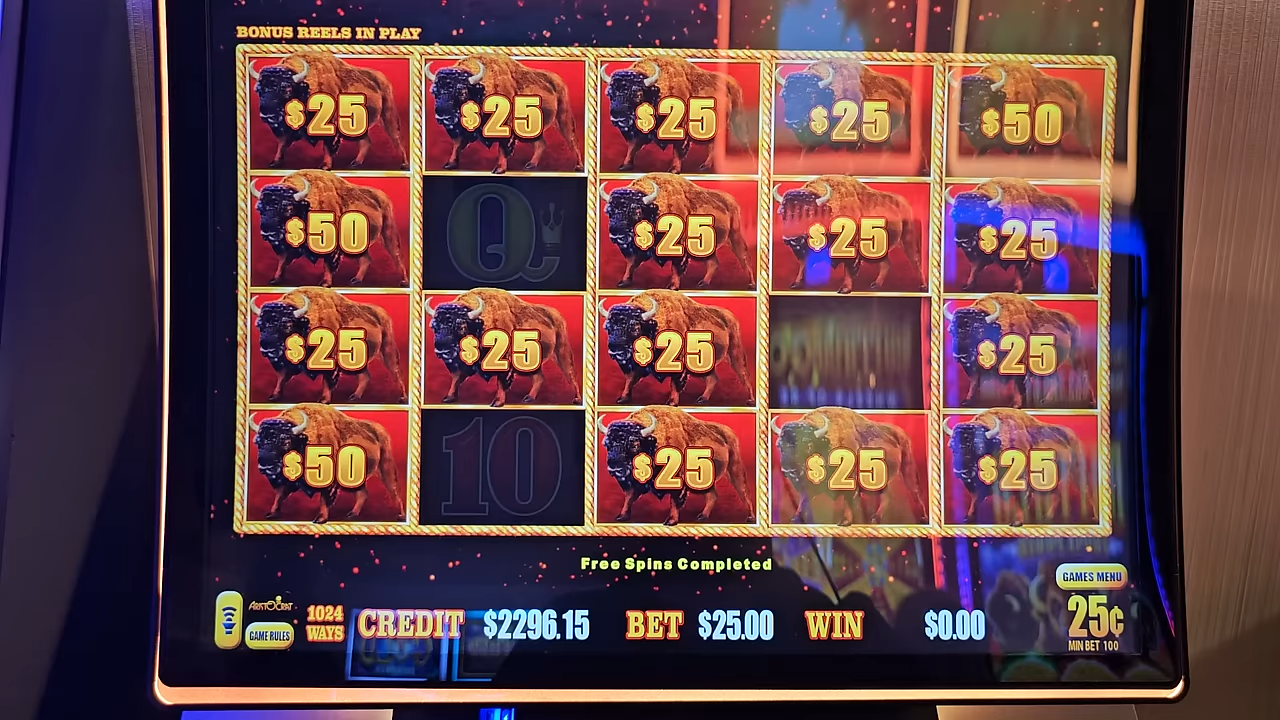 BONUS REELS IN PLAY
$25 $25 $25 $25 $50
$50 Q $25 $25 $25
$25 $25 $25 $25
$50 10 $25 $25 $25
Free Spins Completed
GAMES MENU
ARISTOCRAT
GAME RULES
1024
WAYS
CREDIT $2296.15 BET $25.00 WIN $0.00
25¢
MIN BET 100